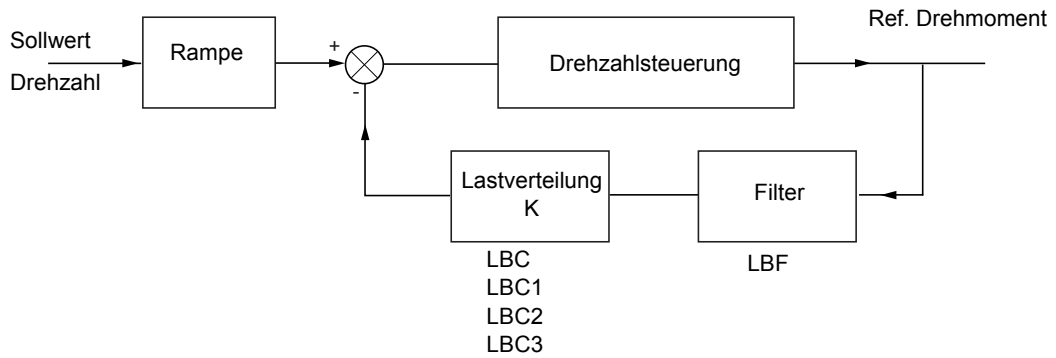 Ref. Drehmoment
Sollwert
Drehzahl
Rampe
+
-
Drehzahlsteuerung
Lastverteilung
K
Filter
LBC
LBC1
LBC2
LBC3
LBF